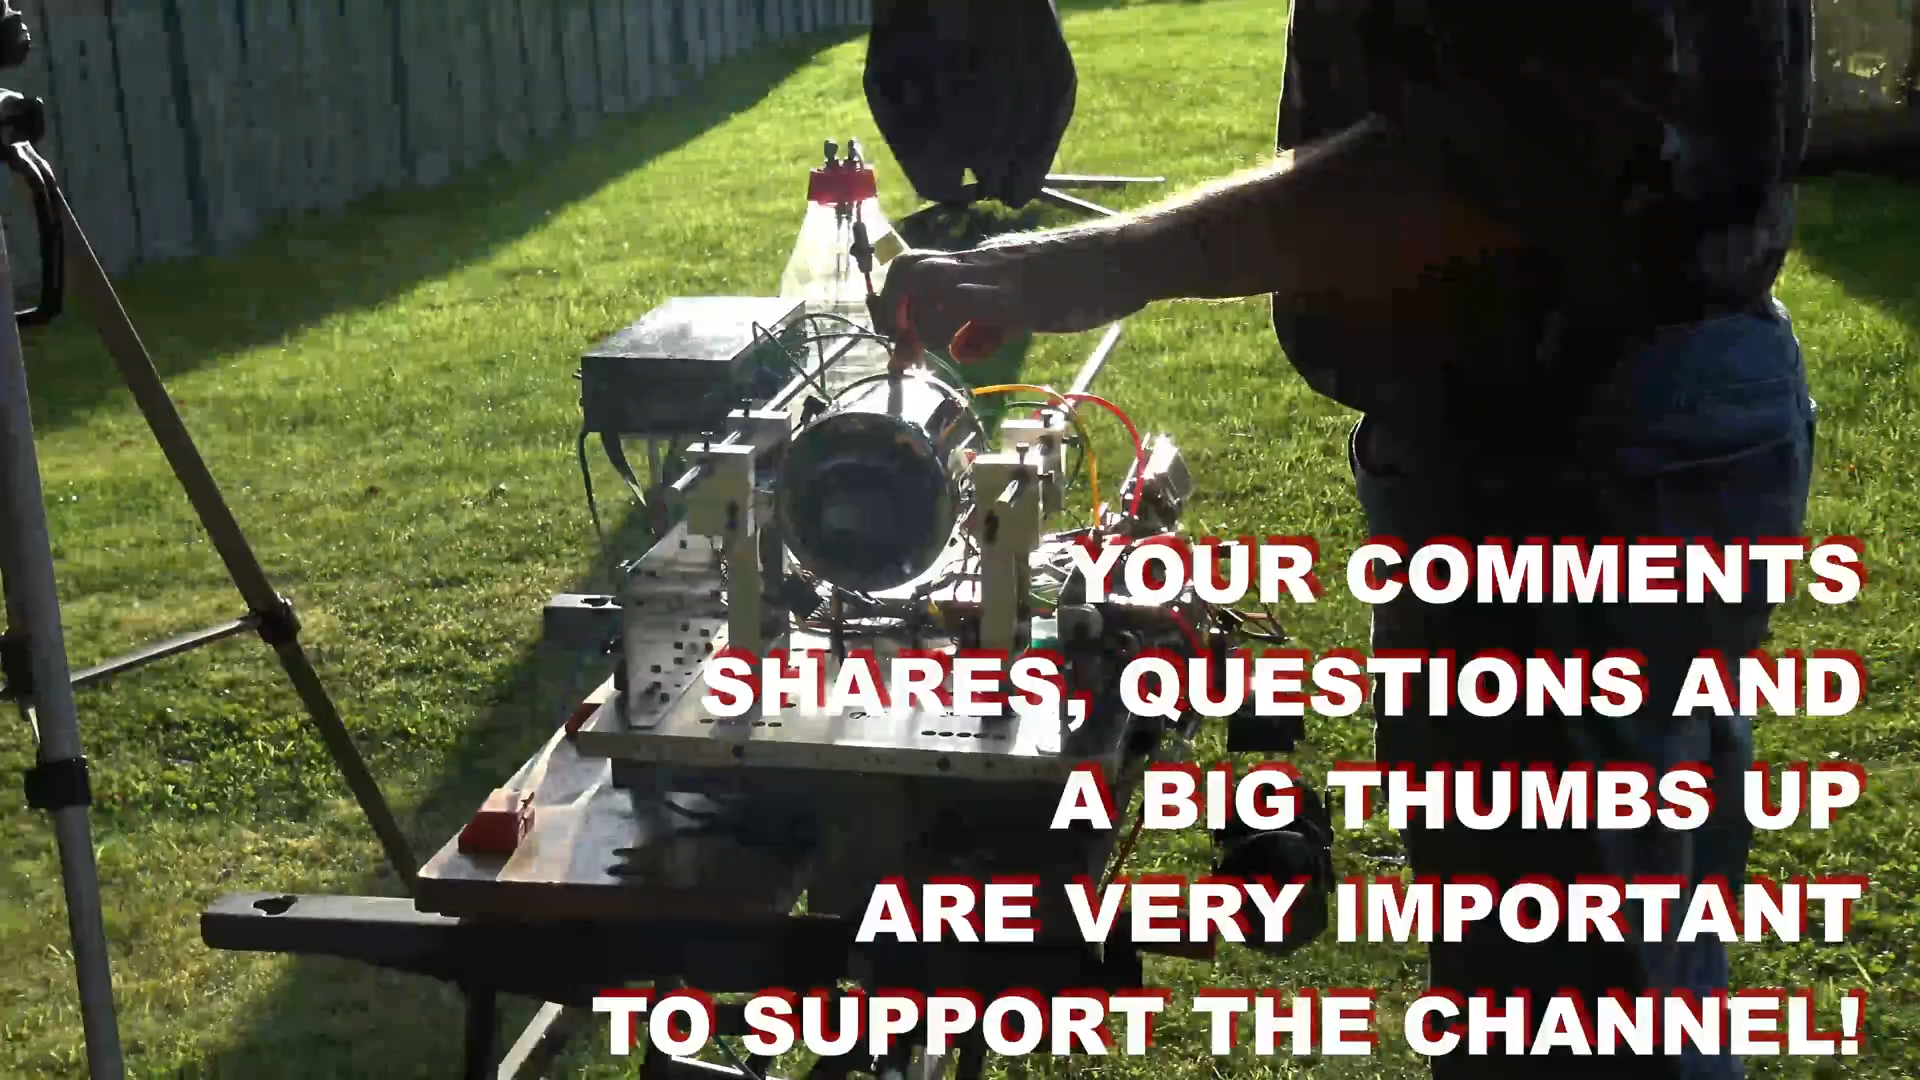 YOUR COMMENTS
SHARES, QUESTIONS AND
A BIG THUMBS UP
ARE VERY IMPORTANT
TO SUPPORT THE CHANNEL!